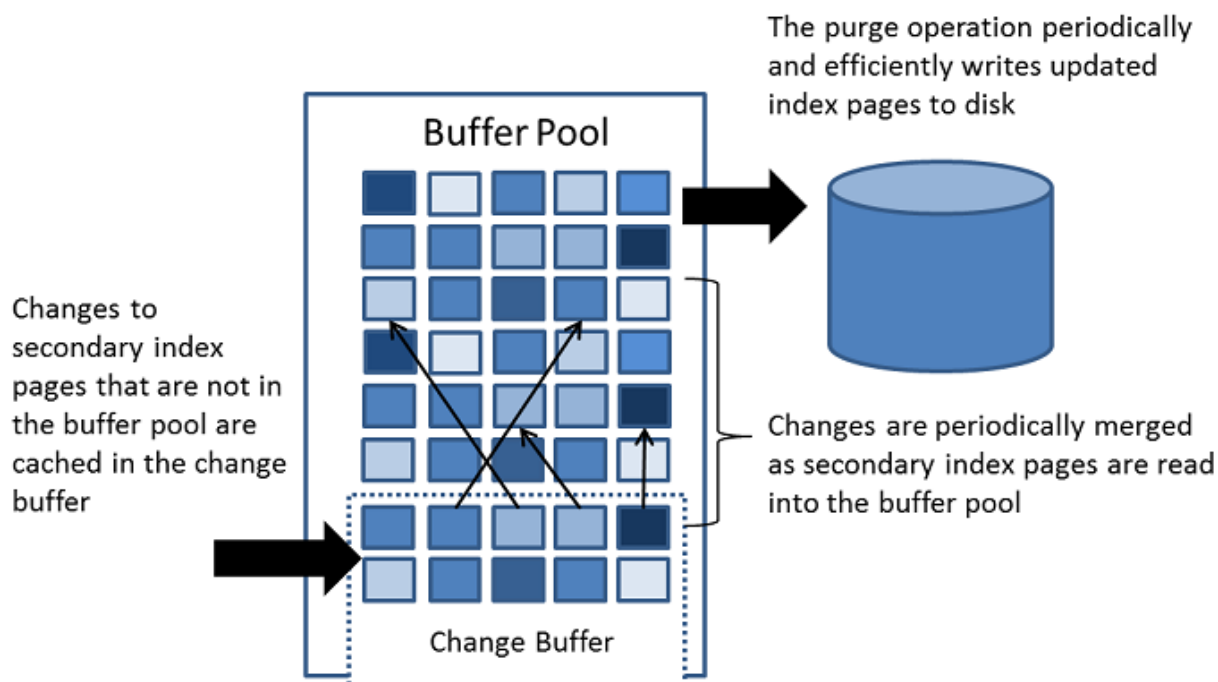 The purge operation periodically
and efficiently writes updated
index pages to disk
Buffer Pool
Changes to
secondary index
pages that are not in
the buffer pool are
cached in the change
buffer
Changes are periodically merged
as secondary index pages are read
into the buffer pool
Change Buffer